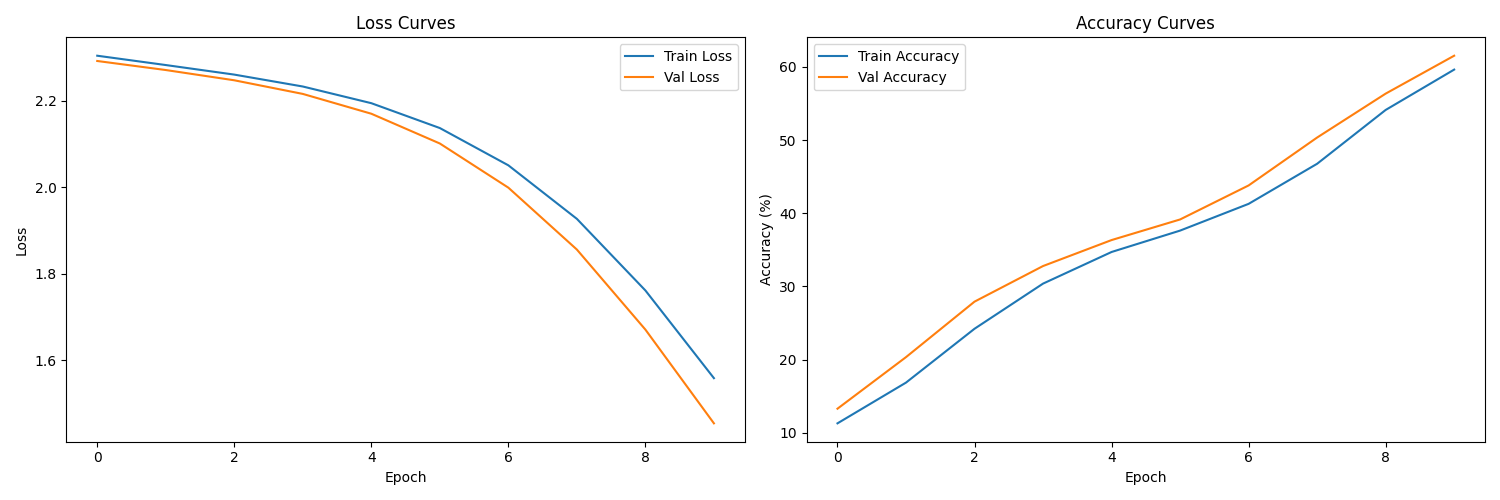 Loss Curves
Train Loss
Val Loss
2.2
2.0
1.8
1.6
Loss
0 2 4 6 8
Epoch
Accuracy Curves
Train Accuracy
Val Accuracy
60
50
40
30
20
10
Accuracy (%)
0 2 4 6 8
Epoch